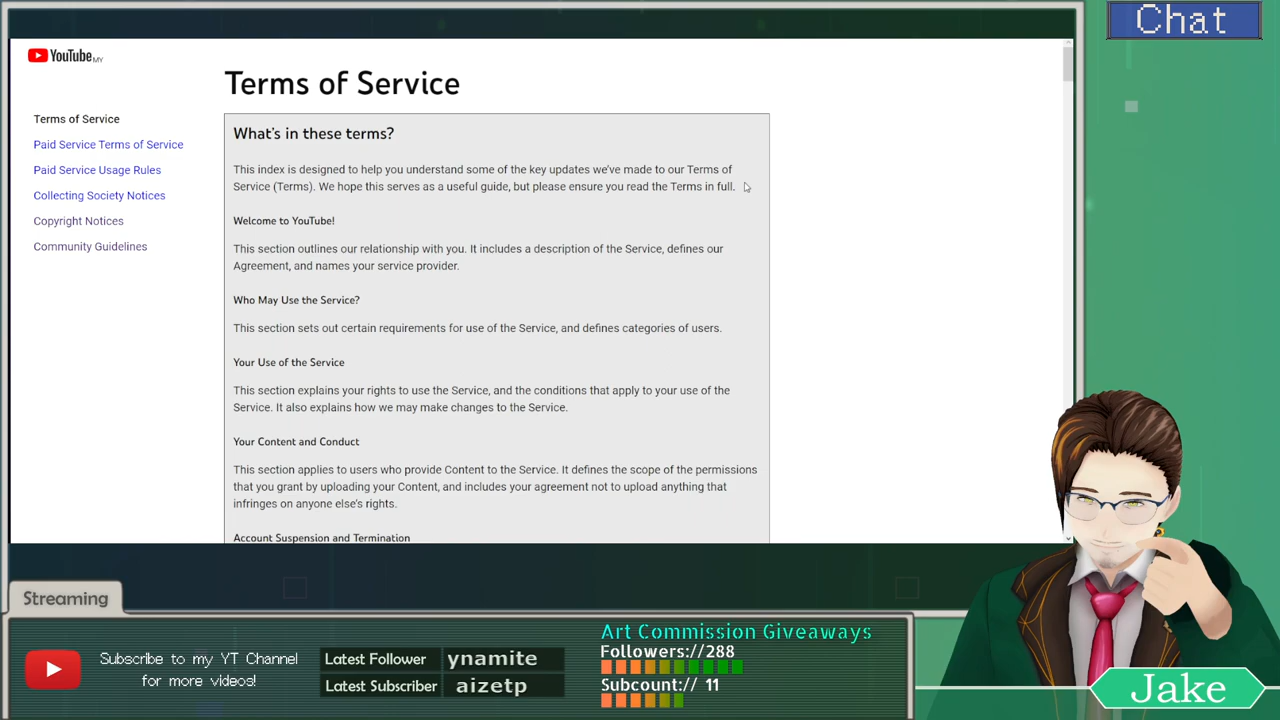 Chat
YouTube MY
Terms of Service
Terms of Service
Paid Service Terms of Service
Paid Service Usage Rules
Collecting Society Notices
Copyright Notices
Community Guidelines
What's in these terms?
This index is designed to help you understand some of the key updates we've made to our Terms of
Service (Terms). We hope this serves as a useful guide, but please ensure you read the Terms in full.
Welcome to YouTube!
This section outlines our relationship with you. It includes a description of the Service, defines our
Agreement, and names your service provider.
Who May Use the Service?
This section sets out certain requirements for use of the Service, and defines categories of users.
Your Use of the Service
This section explains your rights to use the Service, and the conditions that apply to your use of the
Service. It also explains how we may make changes to the Service.
Your Content and Conduct
This section applies to users who provide Content to the Service. It defines the scope of the permissions
that you grant by uploading your Content, and includes your agreement not to upload anything that
infringes on anyone else's rights.
Account Suspension and Termination
Streaming
Subscribe to my YT Channel
for more videos!
Latest Follower ynamite
Latest Subscriber aizetp
Art Commission Giveaways
Followers://288
Subcount:// 11
Jake